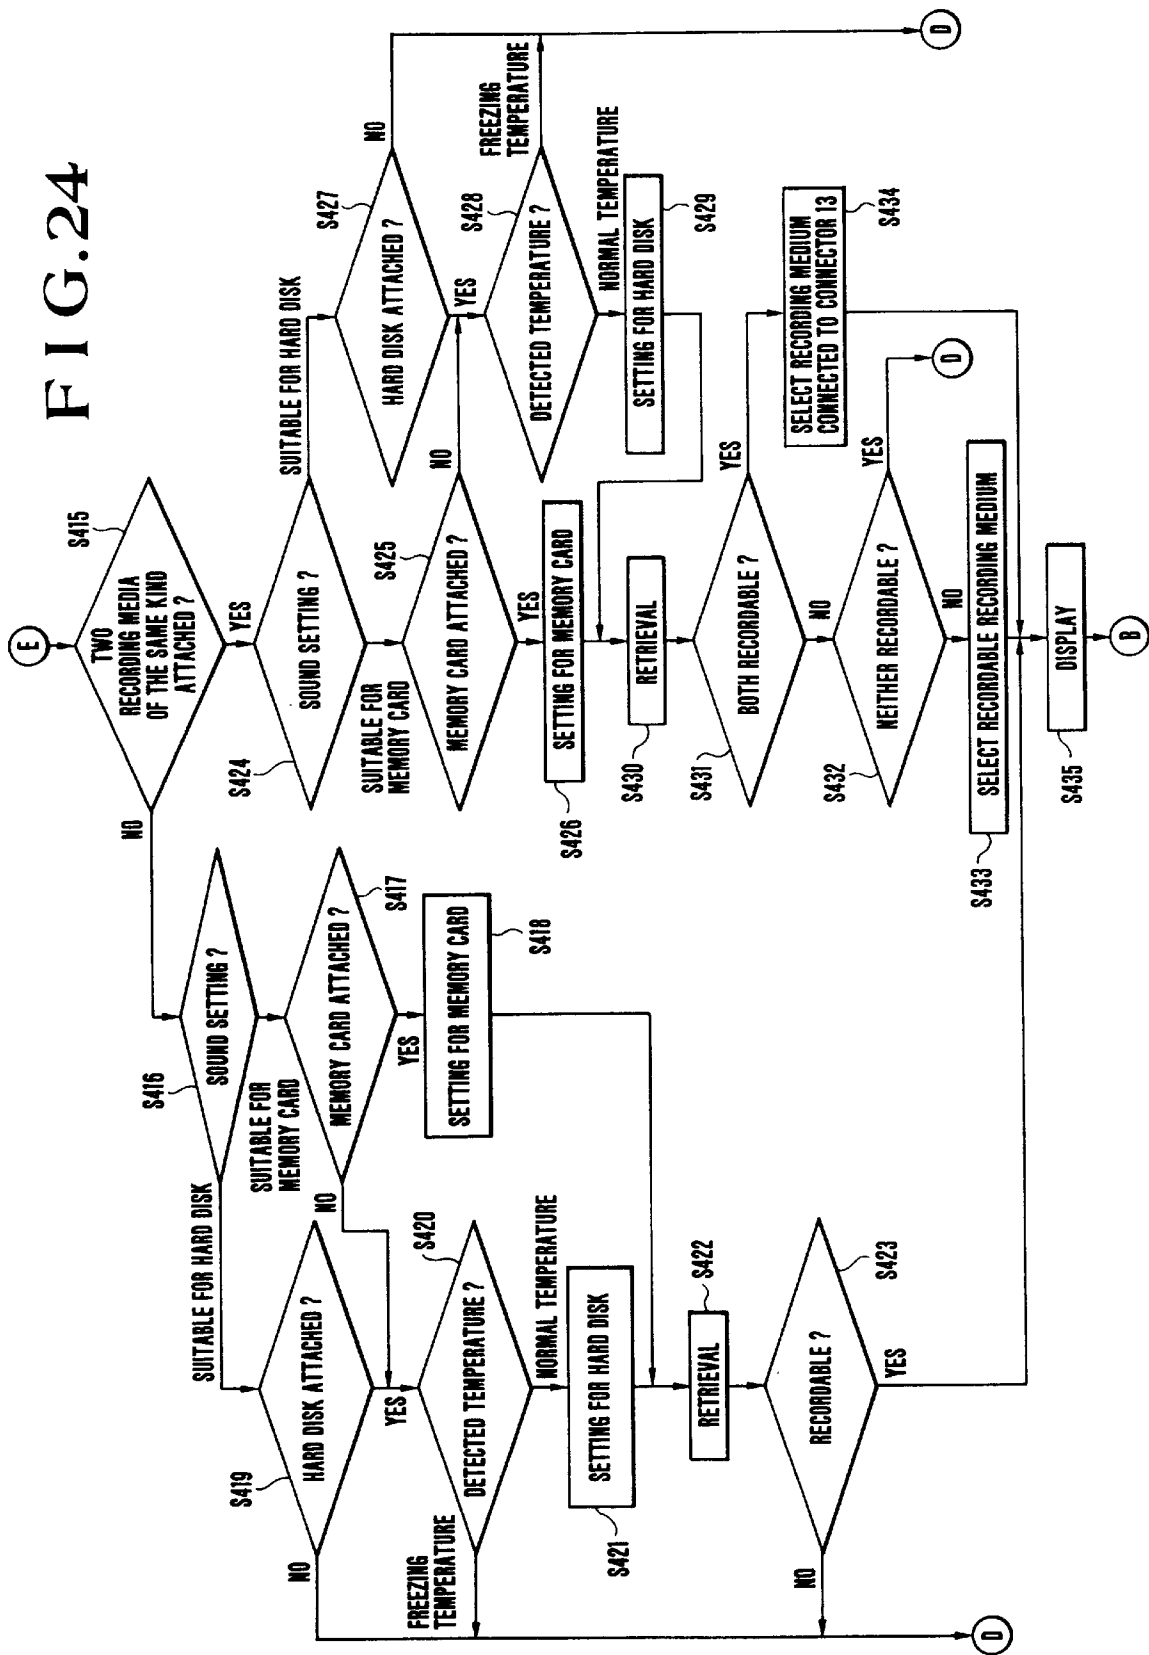 FIG.24
E
S415
TWO
RECORDING MEDIA
OF THE SAME KIND
ATTACHED ?
NO
YES
S416
SOUND SETTING ?
SUITABLE FOR HARD DISK
SUITABLE FOR
MEMORY CARD
S417
MEMORY CARD ATTACHED ?
NO
YES
S418
SETTING FOR MEMORY CARD
S419
HARD DISK ATTACHED ?
NO
YES
S420
DETECTED TEMPERATURE ?
FREEZING
TEMPERATURE
NORMAL TEMPERATURE
S421
SETTING FOR HARD DISK
S422
RETRIEVAL
S423
RECORDABLE ?
NO
YES
D
S424
SOUND SETTING ?
SUITABLE FOR HARD DISK
SUITABLE FOR
MEMORY CARD
S425
MEMORY CARD ATTACHED ?
NO
YES
S426
SETTING FOR MEMORY CARD
S427
HARD DISK ATTACHED ?
NO
YES
S428
DETECTED TEMPERATURE ?
FREEZING
TEMPERATURE
NORMAL TEMPERATURE
S429
SETTING FOR HARD DISK
D
S430
RETRIEVAL
S431
BOTH RECORDABLE ?
YES
NO
S434
SELECT RECORDING MEDIUM
CONNECTED TO CONNECTOR 13
S432
NEITHER RECORDABLE ?
YES
D
NO
S433
SELECT RECORDABLE RECORDING MEDIUM
S435
DISPLAY
B